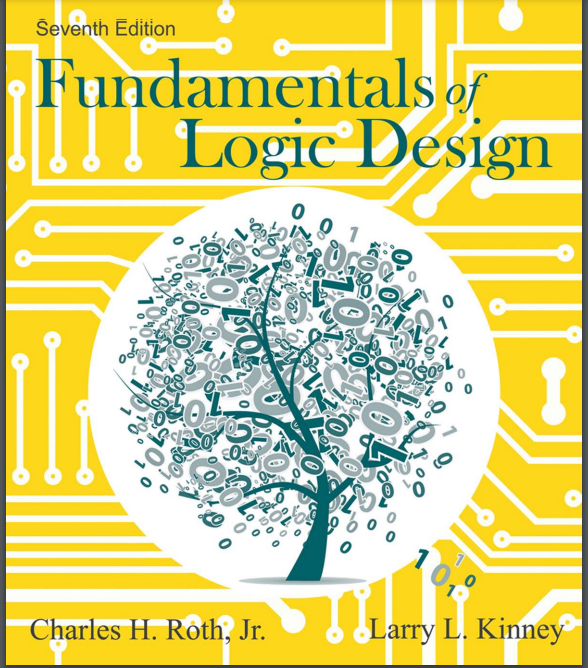 Seventh Edition
Fundamentals of
Logic Design
Charles H. Roth, Jr.
Larry L. Kinney